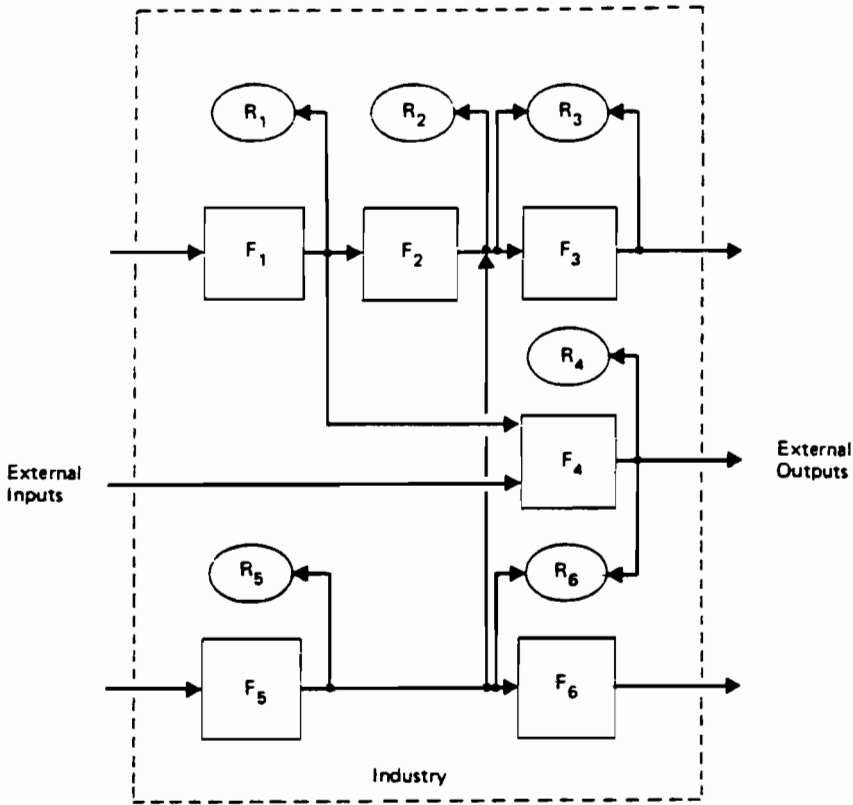 R₁
R₂
R₃
F₁
F₂
F₃
R₄
External
Inputs
F₄
External
Outputs
R₅
R₆
F₅
F₆
Industry